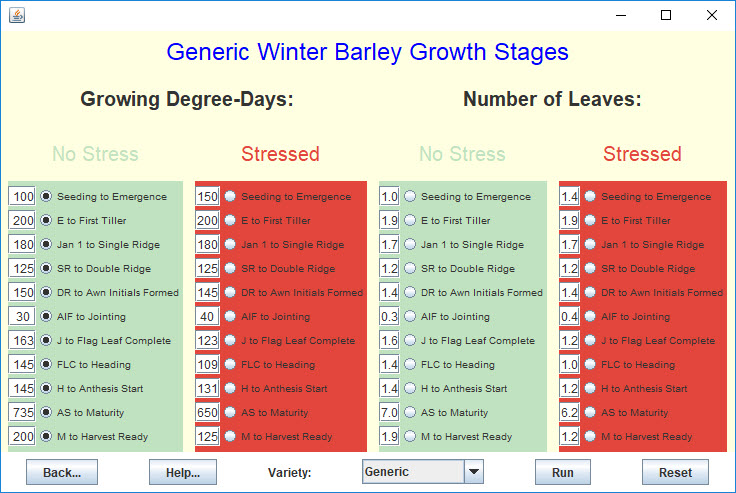 Generic Winter Barley Growth Stages
Growing Degree-Days: Number of Leaves:
No Stress Stressed No Stress Stressed
100 Seeding to Emergence 150 Seeding to Emergence 1.0 Seeding to Emergence 1.4 Seeding to Emergence
200 E to First Tiller 200 E to First Tiller 1.9 E to First Tiller 1.9 E to First Tiller
180 Jan 1 to Single Ridge 180 Jan 1 to Single Ridge 1.7 Jan 1 to Single Ridge 1.7 Jan 1 to Single Ridge
125 SR to Double Ridge 125 SR to Double Ridge 1.2 SR to Double Ridge 1.2 SR to Double Ridge
150 DR to Awn Initials Formed 145 DR to Awn Initials Formed 1.4 DR to Awn Initials Formed 1.4 DR to Awn Initials Formed
30 AIF to Jointing 40 AIF to Jointing 0.3 AIF to Jointing 0.4 AIF to Jointing
163 J to Flag Leaf Complete 123 J to Flag Leaf Complete 1.6 J to Flag Leaf Complete 1.2 J to Flag Leaf Complete
145 FLC to Heading 109 FLC to Heading 1.4 FLC to Heading 1.0 FLC to Heading
145 H to Anthesis Start 131 H to Anthesis Start 1.4 H to Anthesis Start 1.2 H to Anthesis Start
735 AS to Maturity 650 AS to Maturity 7.0 AS to Maturity 6.2 AS to Maturity
200 M to Harvest Ready 125 M to Harvest Ready 1.9 M to Harvest Ready 1.2 M to Harvest Ready
Back... Help... Variety: Generic Run Reset